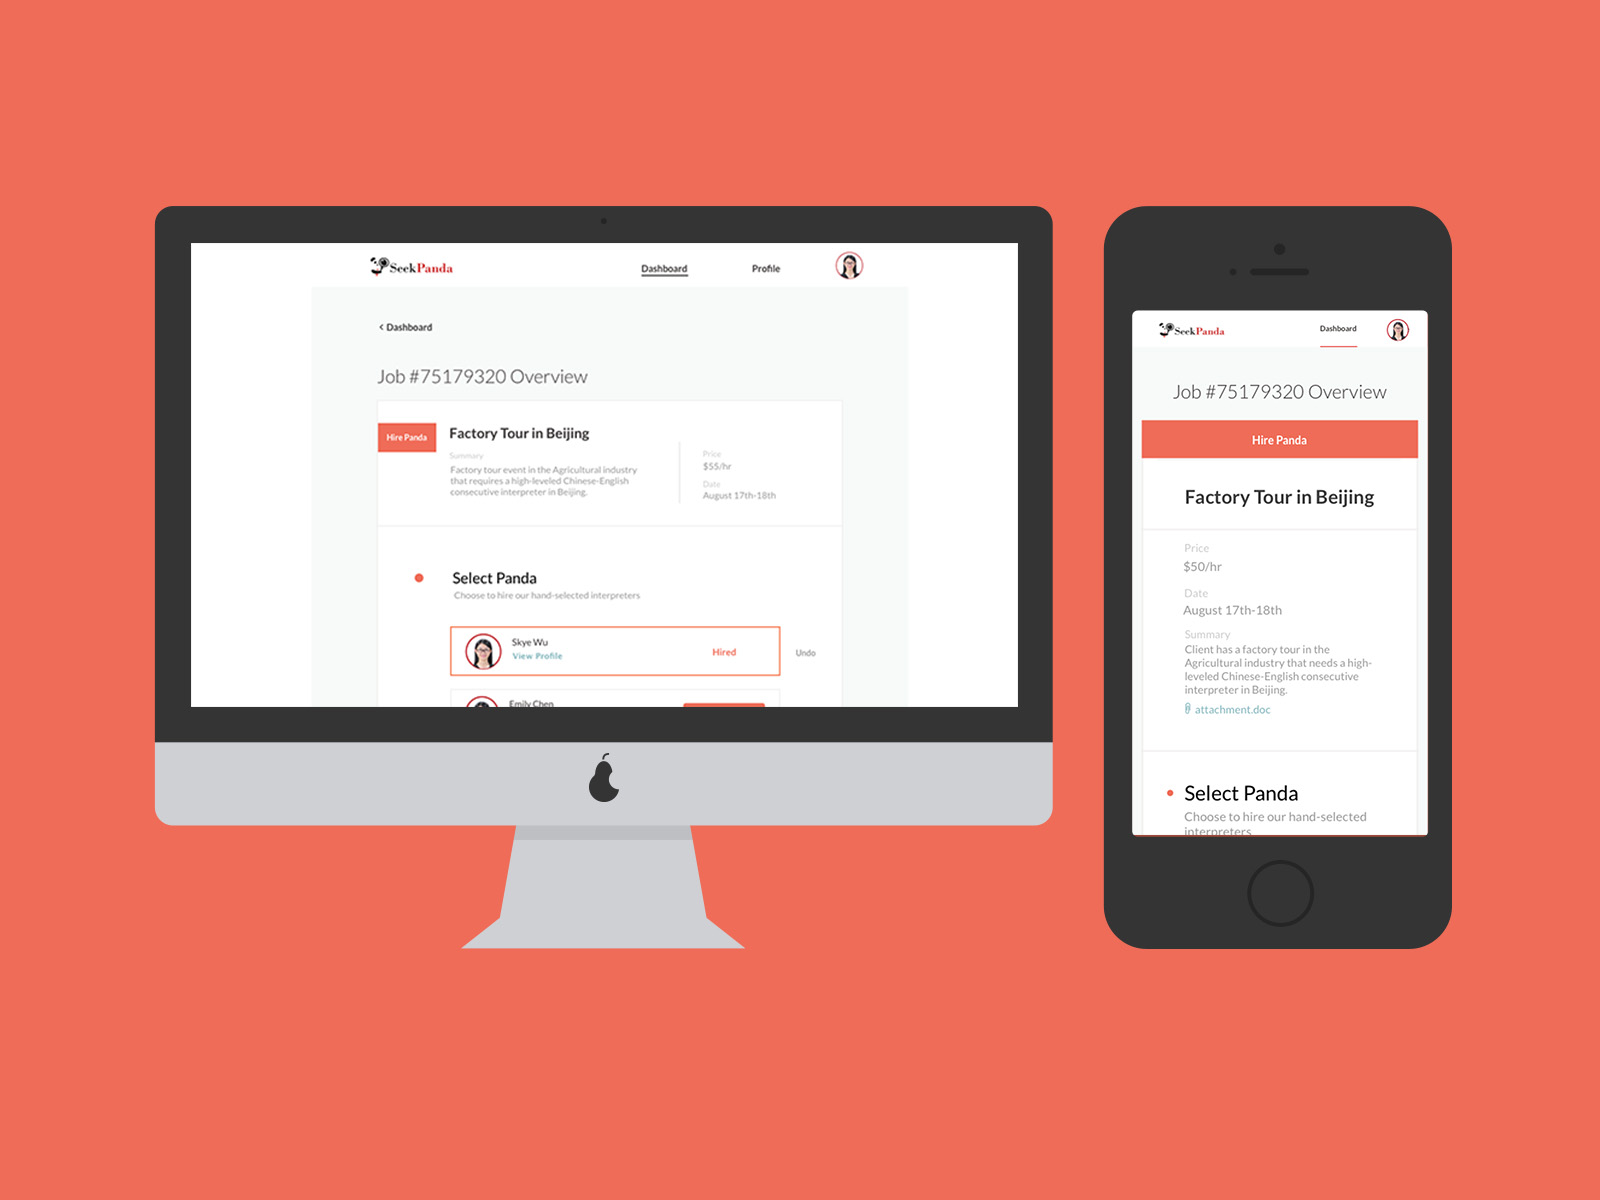 SeekPanda
Dashboard
Profile
< Dashboard
Job #75179320 Overview
Hire Panda
Factory Tour in Beijing
Summary
Factory tour event in the Agricultural industry
that requires a high-leveled Chinese-English
consecutive interpreter in Beijing.
Price
$55/hr
Date
August 17th-18th
Select Panda
Choose to hire our hand-selected interpreters
Skye Wu
View Profile
Hired
Undo
Emily Chen
SeekPanda
Dashboard
Job #75179320 Overview
Hire Panda
Factory Tour in Beijing
Price
$50/hr
Date
August 17th-18th
Summary
Client has a factory tour in the
Agricultural industry that needs a high-
leveled Chinese-English consecutive
interpreter in Beijing.
attachment.doc
Select Panda
Choose to hire our hand-selected
interpreters